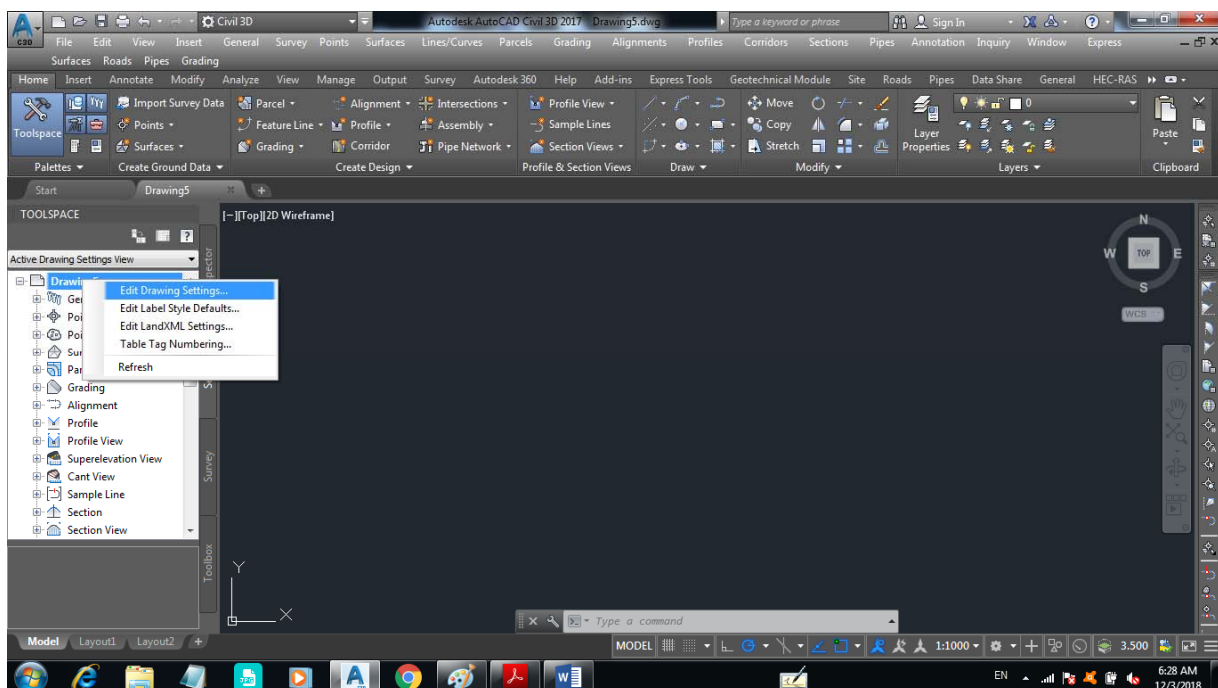 Civil 3D Autodesk AutoCAD Civil 3D 2017 Drawing5.dwg Type a keyword or phrase Sign In
C3D File Edit View Insert General Survey Points Surfaces Lines/Curves Parcels Grading Alignments Profiles Corridors Sections Pipes Annotation Inquiry Window Express
Surfaces Roads Pipes Grading
Home Insert Annotate Modify Analyze View Manage Output Survey Autodesk 360 Help Add-ins Express Tools Geotechnical Module Site Roads Pipes Data Share General HEC-RAS
Import Survey Data Parcel Alignment Intersections Profile View Move 0
Toolspace Points Feature Line Profile Assembly Sample Lines Copy Layer Properties Paste
Surfaces Grading Corridor Pipe Network Section Views Stretch
Palettes Create Ground Data Create Design Profile & Section Views Draw Modify Layers Clipboard
Start Drawing5
TOOLSPACE
[-][Top][2D Wireframe]
N
W TOP E
S
WCS
Active Drawing Settings View
Edit Drawing Settings...
Edit Label Style Defaults...
Edit LandXML Settings...
Table Tag Numbering...
Refresh
Grading
Alignment
Profile
Profile View
Superelevation View
Cant View
Sample Line
Section
Section View
Survey
Toolbox
Y
X
Type a command
Model Layout1 Layout2 MODEL 1:1000 3.500
EN 6:28 AM
12/3/2018